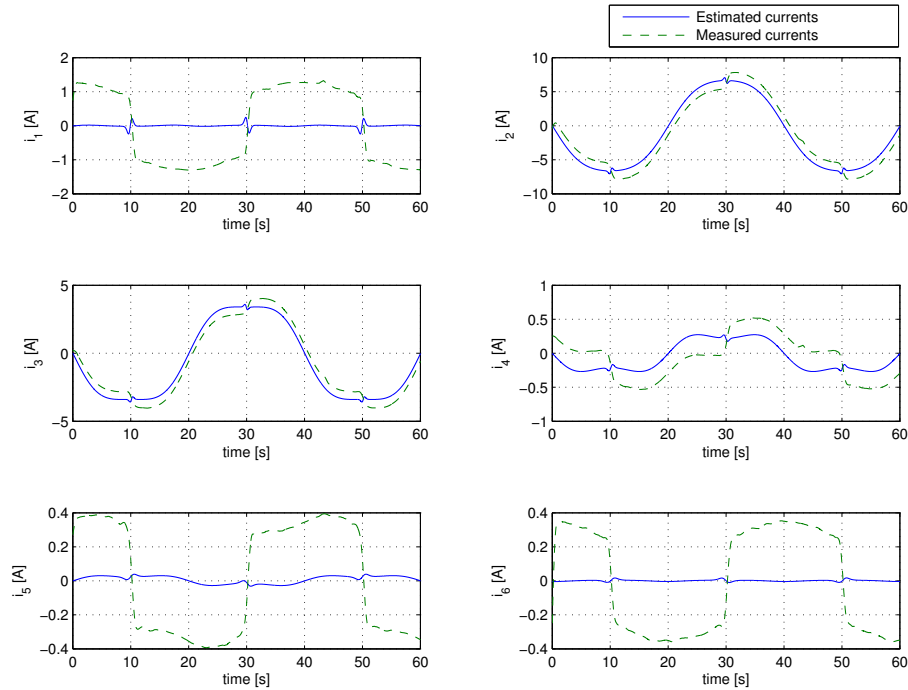 Estimated currents
Measured currents
i1 [A]
2
1
0
−1
−2
0 10 20 30 40 50 60
time [s]
i2 [A]
10
5
0
−5
−10
0 10 20 30 40 50 60
time [s]
i3 [A]
5
0
−5
0 10 20 30 40 50 60
time [s]
i4 [A]
1
0.5
0
−0.5
1
0 10 20 30 40 50 60
time [s]
i5 [A]
0.4
0.2
0
−0.2
−0.4
0 10 20 30 40 50 60
time [s]
i6 [A]
0.4
0.2
0
−0.2
−0.4
0 10 20 30 40 50 60
time [s]